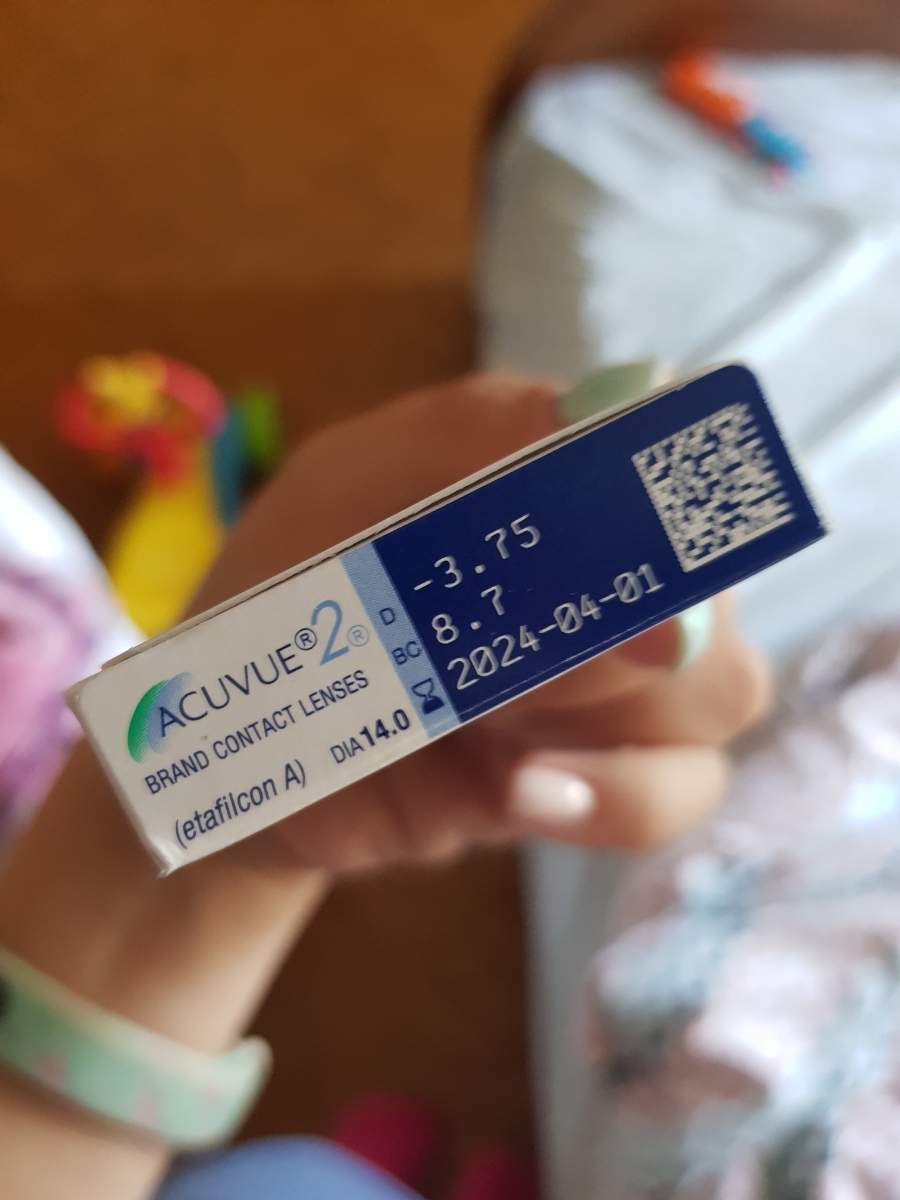 ACUVUE®2®
BRAND CONTACT LENSES
(etafilcon A) DIA14.0
D -3.75
BC 8.7
2024-04-01